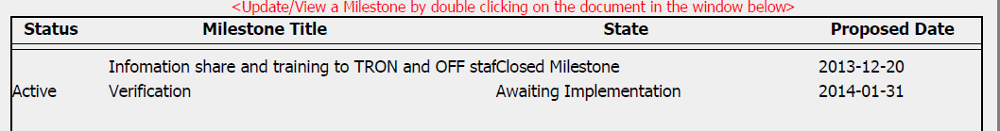 <Update/View a Milestone by double clicking on the document in the window below>
Status Milestone Title State Proposed Date
Infomation share and training to TRON and OFF stafClosed Milestone 2013-12-20
Active Verification Awaiting Implementation 2014-01-31